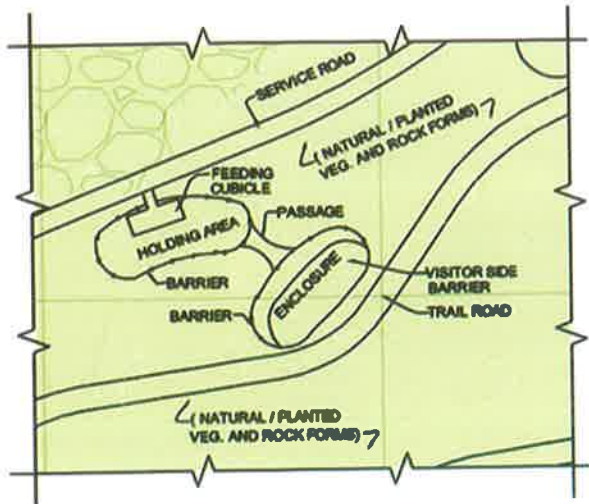 SERVICE ROAD
( NATURAL / PLANTED
VEG. AND ROCK FORMS)
FEEDING
CUBICLE
HOLDING AREA
PASSAGE
BARRIER
ENCLOSURE
VISITOR SIDE
BARRIER
BARRIER
TRAIL ROAD
( NATURAL / PLANTED
VEG. AND ROCK FORMS)